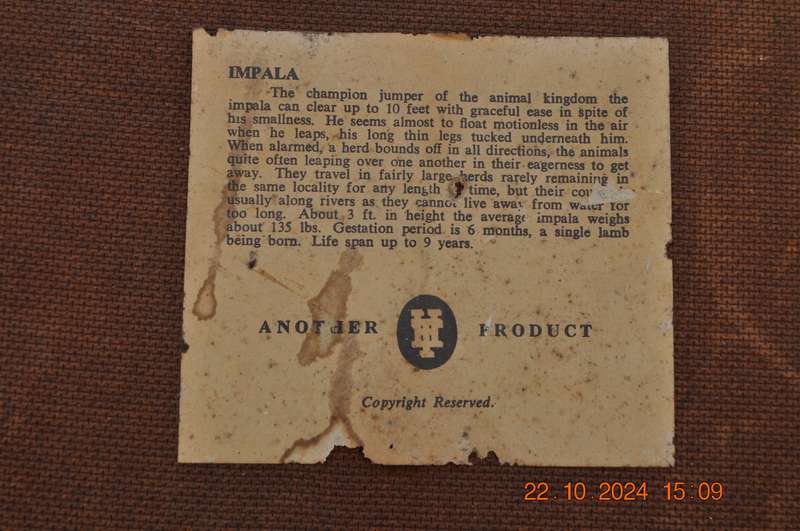 IMPALA
The champion jumper of the animal kingdom the
impala can clear up to 10 feet with graceful ease in spite of
his smallness. He seems almost to float motionless in the air
when he leaps, his long thin legs tucked underneath him.
When alarmed, a herd bounds off in all directions, the animals
quite often leaping over one another in their eagerness to get
away. They travel in fairly large herds rarely remaining in
the same locality for any length time, but their
usually along rivers as they cannot live away from water for
too long. About 3 ft. in height the average impala weighs
about 135 lbs. Gestation period is 6 months, a single lamb
being born. Life span up to 9 years.
ANOTHER PRODUCT
Copyright Reserved.
22.10.2024 15:09